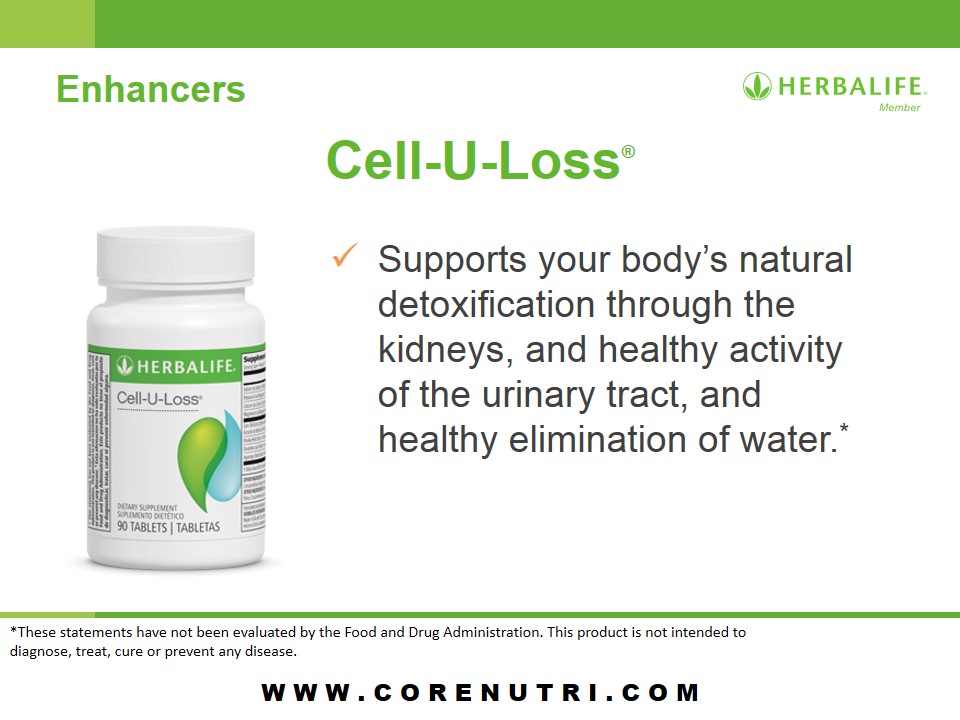 Enhancers
HERBALIFE®
Member
Cell-U-Loss®
✓ Supports your body’s natural
detoxification through the
kidneys, and healthy activity
of the urinary tract, and
healthy elimination of water.*
HERBALIFE®
Cell-U-Loss®
DIETARY SUPPLEMENT
SUPLEMENTO DIETÉTICO
90 TABLETS | TABLETAS
*These statements have not been evaluated by the Food and Drug Administration. This product is not intended to
diagnose, treat, cure or prevent any disease.
WWW.CORENUTRI.COM